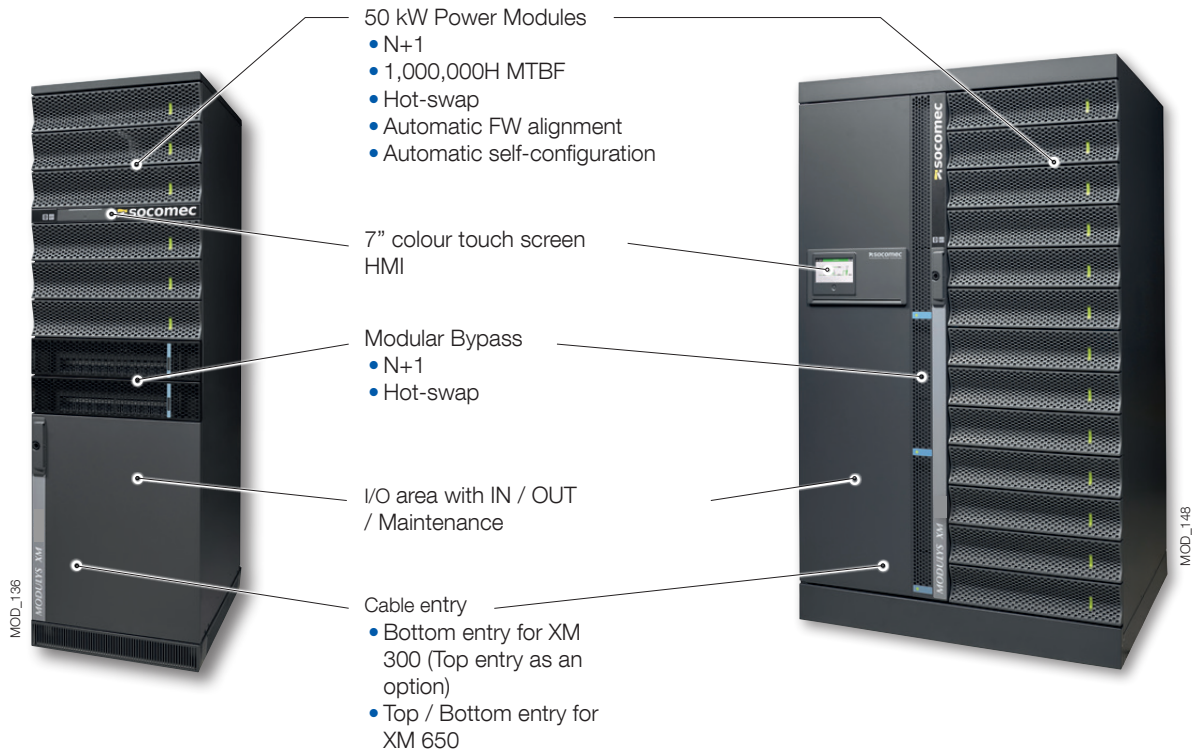 50 kW Power Modules
• N+1
• 1,000,000H MTBF
• Hot-swap
• Automatic FW alignment
• Automatic self-configuration
socomec
socomec
7” colour touch screen
HMI
socomec
Modular Bypass
• N+1
• Hot-swap
I/O area with IN / OUT
/ Maintenance
Cable entry
• Bottom entry for XM
300 (Top entry as an
option)
• Top / Bottom entry for
XM 650
MODULYS XM
MODULYS XM
MOD_136
MOD_148